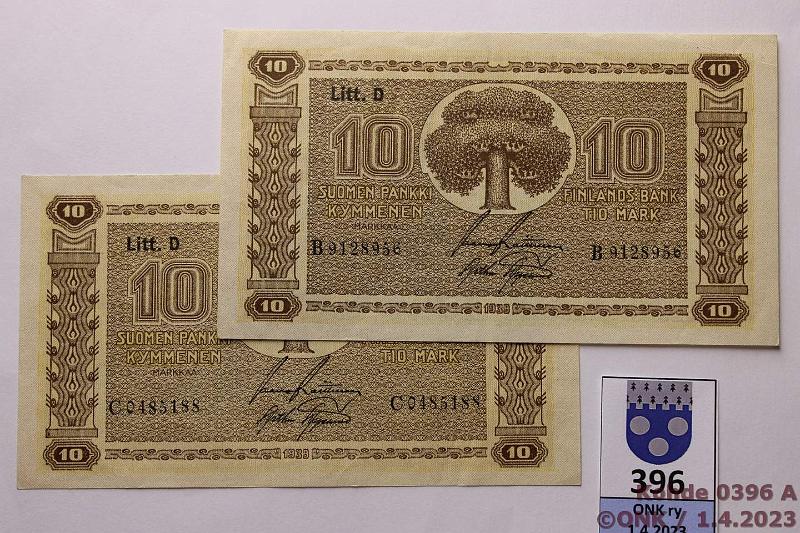 10 10
Litt. D
10 10
SUOMEN PANKKI FINLANDS BANK
KYMMENEN TIO MARK
MARKKAA
B 9128956 B 9128956
10 1939 10
10
Litt. D
10
SUOMEN PANKKI
KYMMENEN TIO MARK
MARKKAA
C 0485188 C 0485188
10 1939 10
396
ONK ry
1.4.2023
Kohde 0396 A
©ONK / 1.4.2023